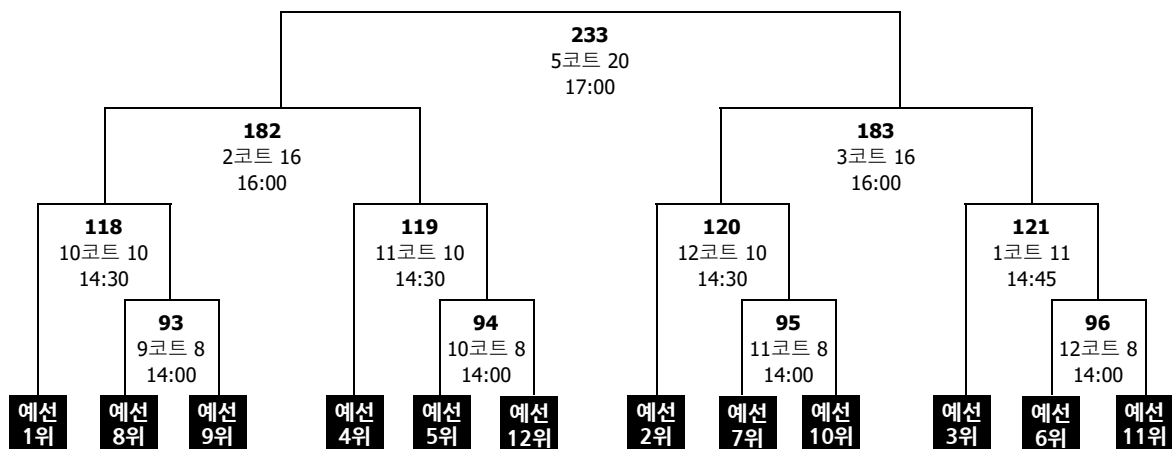 233
5코트 20
17:00
182
2코트 16
16:00
183
3코트 16
16:00
118
10코트 10
14:30
119
11코트 10
14:30
120
12코트 10
14:30
121
1코트 11
14:45
93
9코트 8
14:00
94
10코트 8
14:00
95
11코트 8
14:00
96
12코트 8
14:00
예선
1위
예선
8위
예선
9위
예선
4위
예선
5위
예선
12위
예선
2위
예선
7위
예선
10위
예선
3위
예선
6위
예선
11위